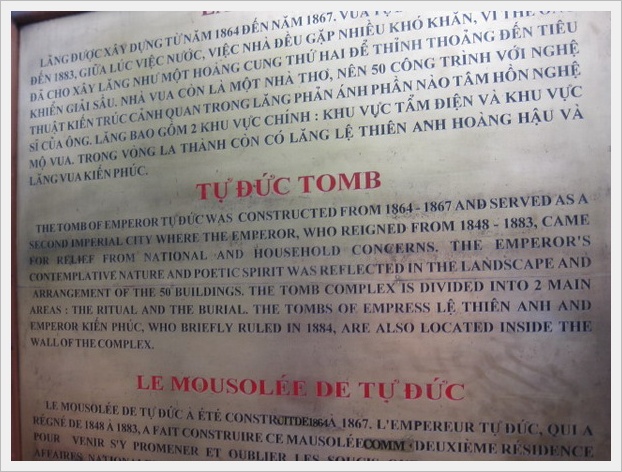 LĂNG ĐƯỢC XÂY DỰNG TỪ NĂM 1864 ĐẾN NĂM 1867. VUA TỰ
ĐẾN 1883, GIỮA LÚC VIỆC NƯỚC, VIỆC NHÀ ĐỀU GẶP NHIỀU KHÓ KHĂN, VÌ THẾ ÔNG
ĐÃ CHO XÂY LĂNG NHƯ MỘT HOÀNG CUNG THỨ HAI ĐỂ THỈNH THOẢNG ĐẾN TIÊU
KHIỂN GIẢI SẦU. NHÀ VUA CÒN LÀ MỘT NHÀ THƠ, NÊN 50 CÔNG TRÌNH VỚI NGHỆ
THUẬT KIẾN TRÚC CẢNH QUAN TRONG LĂNG PHẢN ÁNH PHẦN NÀO TÂM HỒN NGHỆ
SĨ CỦA ÔNG. LĂNG BAO GỒM 2 KHU VỰC CHÍNH : KHU VỰC TẨM ĐIỆN VÀ KHU VỰC
MỘ VUA. TRONG VÒNG LA THÀNH CÒN CÓ LĂNG LỆ THIÊN ANH HOÀNG HẬU VÀ
LĂNG VUA KIẾN PHÚC.
TỰ ĐỨC TOMB
THE TOMB OF EMPEROR TỰ ĐỨC WAS CONSTRUCTED FROM 1864 - 1867 AND SERVED AS A
SECOND IMPERIAL CITY WHERE THE EMPEROR, WHO REIGNED FROM 1848 - 1883, CAME
FOR RELIEF FROM NATIONAL AND HOUSEHOLD CONCERNS. THE EMPEROR'S
CONTEMPLATIVE NATURE AND POETIC SPIRIT WAS REFLECTED IN THE LANDSCAPE AND
ARRANGEMENT OF THE 50 BUILDINGS. THE TOMB COMPLEX IS DIVIDED INTO 2 MAIN
AREAS : THE RITUAL AND THE BURIAL. THE TOMBS OF EMPRESS LỆ THIÊN ANH AND
EMPEROR KIẾN PHÚC, WHO BRIEFLY RULED IN 1884, ARE ALSO LOCATED INSIDE THE
WALL OF THE COMPLEX.
LE MOUSOLÉE DE TỰ ĐỨC
LE MOUSOLÉE DE TỰ ĐỨC A ÉTÉ CONSTRUIT DE 1864 À 1867. L'EMPEREUR TỰ ĐỨC, QUI A
RÉGNÉ DE 1848 À 1883, A FAIT CONSTRUIRE CE MAUSOLÉE COMM DEUXIÈME RÉSIDENCE
POUR VENIR S'Y PROMENER ET OUBLIER LES
AFFAIRES